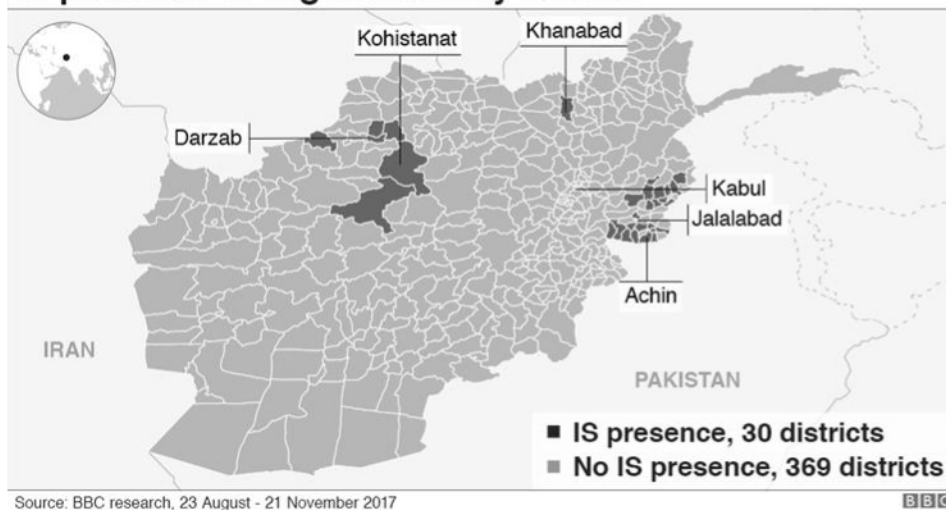 Kohistanat
Khanabad
Darzab
Kabul
Jalalabad
Achin
IRAN
PAKISTAN
■ IS presence, 30 districts
■ No IS presence, 369 districts
Source: BBC research, 23 August - 21 November 2017
BBC